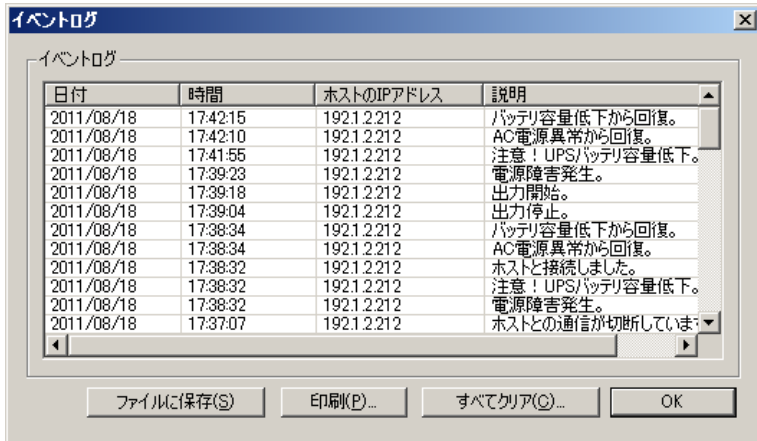 イベントログ
イベントログ
日付 時間 ホストのIPアドレス 説明
2011/08/18 17:42:15 192.1.2.212 バッテリ容量低下から回復。
2011/08/18 17:42:10 192.1.2.212 AC電源異常から回復。
2011/08/18 17:41:55 192.1.2.212 注意！UPSバッテリ容量低下。
2011/08/18 17:39:23 192.1.2.212 電源障害発生。
2011/08/18 17:39:18 192.1.2.212 出力開始。
2011/08/18 17:39:04 192.1.2.212 出力停止。
2011/08/18 17:38:34 192.1.2.212 バッテリ容量低下から回復。
2011/08/18 17:38:34 192.1.2.212 AC電源異常から回復。
2011/08/18 17:38:32 192.1.2.212 ホストと接続しました。
2011/08/18 17:38:32 192.1.2.212 注意！UPSバッテリ容量低下。
2011/08/18 17:38:32 192.1.2.212 電源障害発生。
2011/08/18 17:37:07 192.1.2.212 ホストとの通信が切断しています
ファイルに保存(S) 印刷(P)... すべてクリア(C)... OK